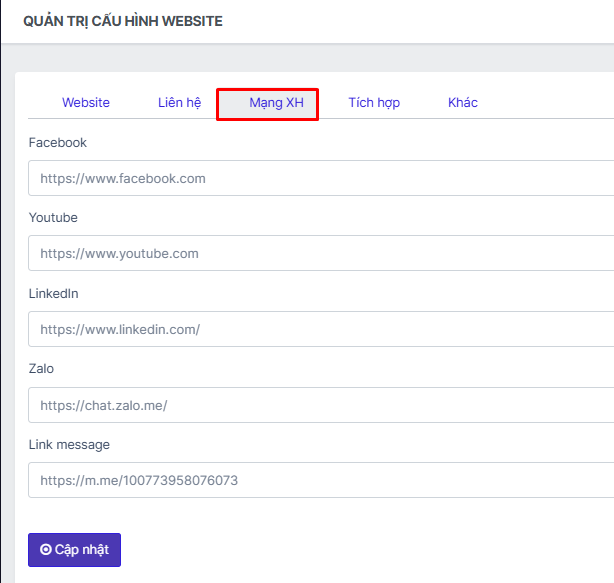 QUẢN TRỊ CẤU HÌNH WEBSITE
Website Liên hệ Mạng XH Tích hợp Khác
Facebook
https://www.facebook.com
Youtube
https://www.youtube.com
LinkedIn
https://www.linkedin.com/
Zalo
https://chat.zalo.me/
Link message
https://m.me/100773958076073
Cập nhật